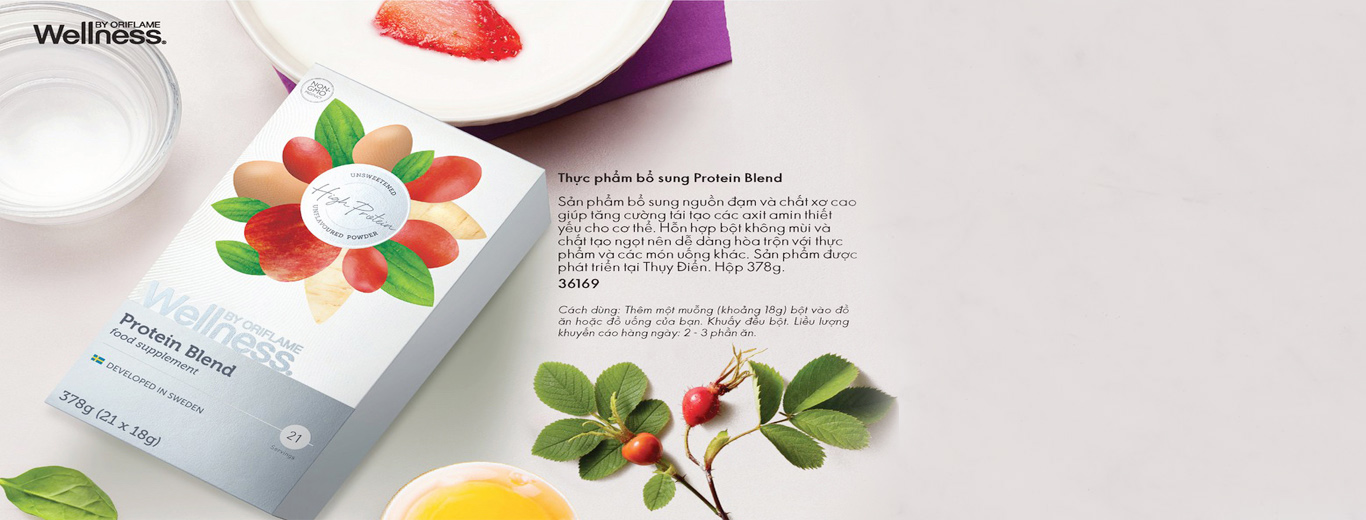 BY ORIFLAME
Wellness.
NON-
GMO
UNSWEETENED
High Protein
UNFLAVOURED POWDER
Wellness.
BY ORIFLAME
Protein Blend
food supplement
DEVELOPED IN SWEDEN
378g (21 x 18g)
21
Servings
Thực phẩm bổ sung Protein Blend
Sản phẩm bổ sung nguồn đạm và chất xơ cao
giúp tăng cường tái tạo các axit amin thiết
yếu cho cơ thể. Hỗn hợp bột không mùi và
chất tạo ngọt nên dễ dàng hòa trộn với thực
phẩm và các món uống khác. Sản phẩm được
phát triển tại Thụy Điển. Hộp 378g.
36169
Cách dùng: Thêm một muỗng (khoảng 18g) bột vào đồ
ăn hoặc đồ uống của bạn. Khuấy đều bột. Liều lượng
khuyến cáo hàng ngày: 2 - 3 phần ăn.